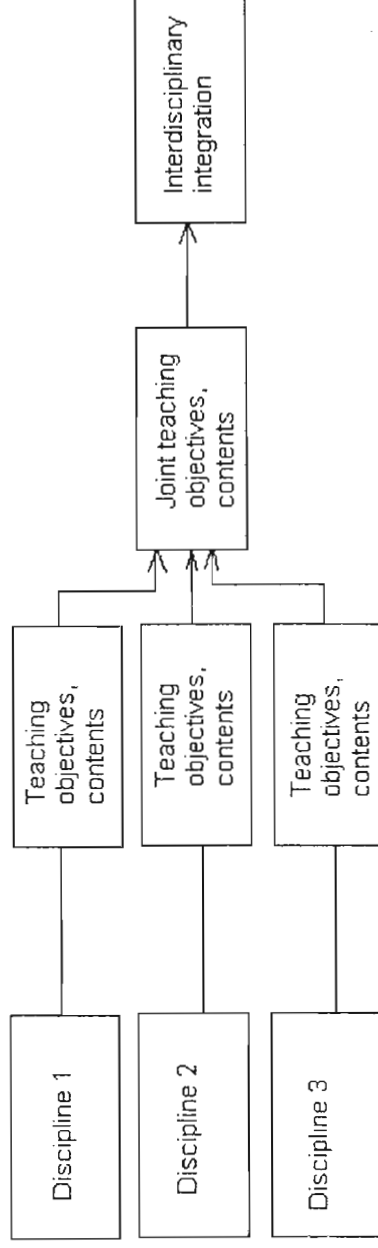 Discipline 1
Discipline 2
Discipline 3
Teaching
objectives,
contents
Teaching
objectives,
contents
Teaching
objectives,
contents
Joint teaching
objectives,
contents
Interdisciplinary
integration